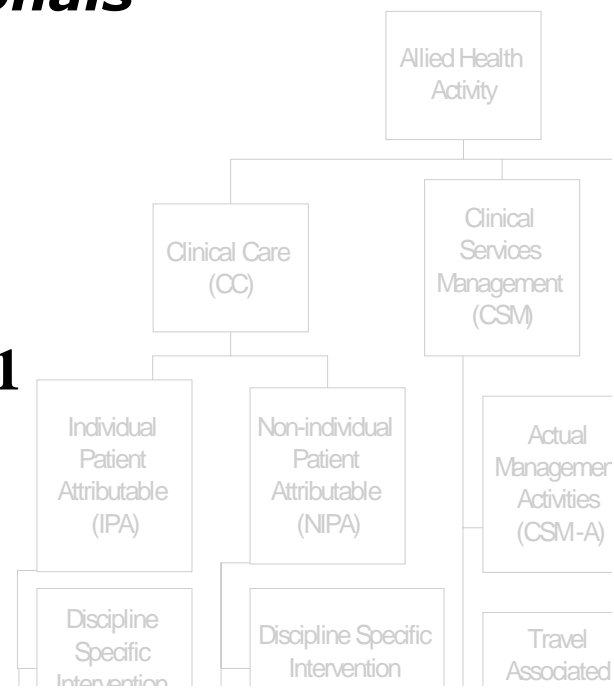 Allied Health
Activity
Clinical Care
(CC)
Clinical
Services
Management
(CSM)
1
Individual
Patient
Attributable
(IPA)
Non-individual
Patient
Attributable
(NIPA)
Actual
Activities
(CSM-A)
Discipline
Specific
Intervention
Discipline Specific
Intervention
Travel
Associated